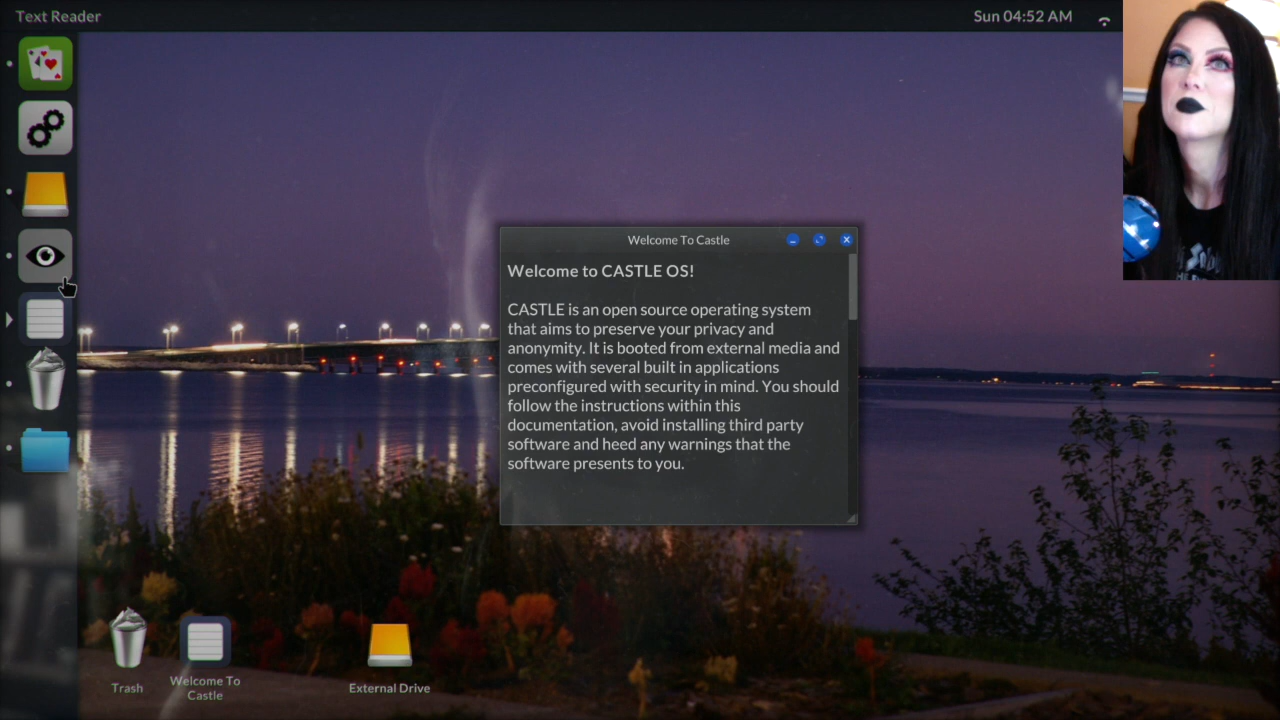 Text Reader
Sun 04:52 AM
Welcome To Castle
Welcome to CASTLE OS!
CASTLE is an open source operating system
that aims to preserve your privacy and
anonymity. It is booted from external media and
comes with several built in applications
preconfigured with security in mind. You should
follow the instructions within this
documentation, avoid installing third party
software and heed any warnings that the
software presents to you.
Trash
Welcome To
Castle
External Drive